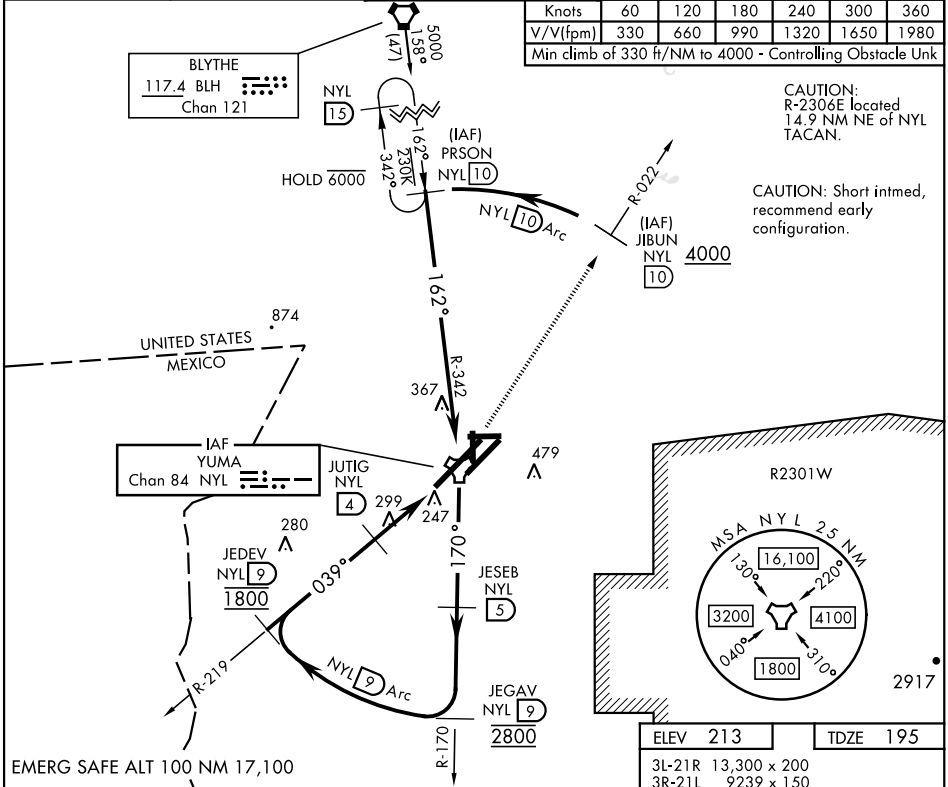 Knots 60 120 180 240 300 360
V/V(fpm) 330 660 990 1320 1650 1980
Min climb of 330 ft/NM to 4000 - Controlling Obstacle Unk
5000
158°
(47)
BLYTHE
117.4 BLH
Chan 121
NYL
15
CAUTION:
R-2306E located
14.9 NM NE of NYL
TACAN.
(IAF)
PRSON
NYL 10
162°
230K
342°
HOLD 6000
R-022
NYL 10 Arc
CAUTION: Short intmed,
recommend early
configuration.
(IAF)
JIBUN
NYL
10
4000
162°
874
UNITED STATES
MEXICO
R-342
367
IAF
YUMA
Chan 84 NYL
JUTIG
NYL
4
479
299
247
280
R2301W
JEDEV
NYL 9
1800
039°
170°
JESEB
NYL
5
MSA NYL 25 NM
16,100
130°
220°
3200
4100
040°
310°
1800
R-219
NYL 9 Arc
JEGAV
NYL 9
2800
R-170
2917
EMERG SAFE ALT 100 NM 17,100
ELEV 213
TDZE 195
3L-21R 13,300 x 200
3R-21L 9239 x 150